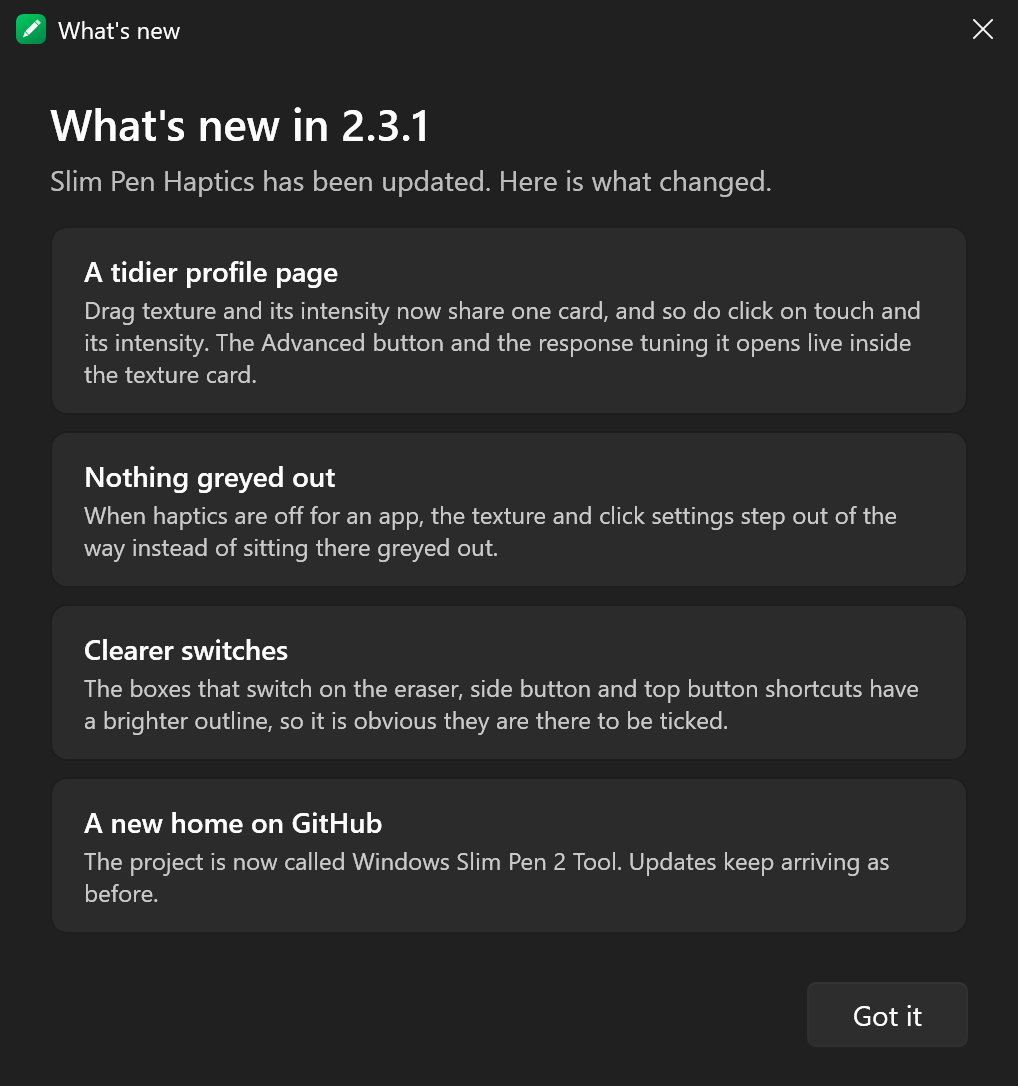 What's new
What's new in 2.3.1
Slim Pen Haptics has been updated. Here is what changed.
A tidier profile page
Drag texture and its intensity now share one card, and so do click on touch and
its intensity. The Advanced button and the response tuning it opens live inside
the texture card.
Nothing greyed out
When haptics are off for an app, the texture and click settings step out of the
way instead of sitting there greyed out.
Clearer switches
The boxes that switch on the eraser, side button and top button shortcuts have
a brighter outline, so it is obvious they are there to be ticked.
A new home on GitHub
The project is now called Windows Slim Pen 2 Tool. Updates keep arriving as
before.
Got it